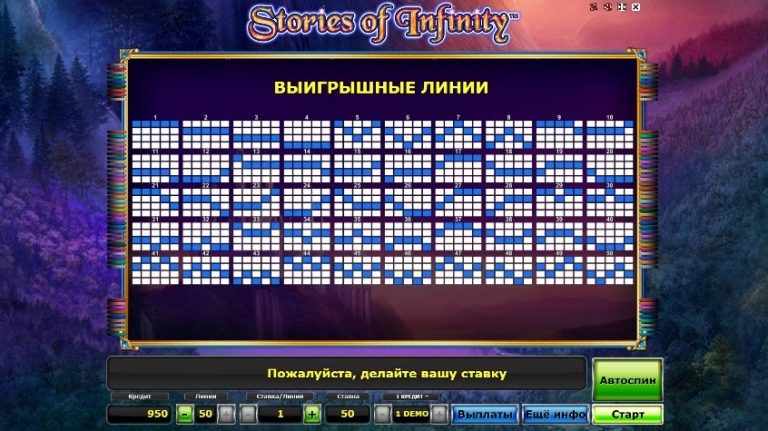 Stories of Infinity™
ВЫИГРЫШНЫЕ ЛИНИИ
1 2 3 4 5 6 7 8 9 10
11 12 13 14 15 16 17 18 19 20
21 22 23 24 25 26 27 28 29 30
31 32 33 34 35 36 37 38 39 40
41 42 43 44 45 46 47 48 49 50
Пожалуйста, делайте вашу ставку
Автоспин
Кредит Линии Ставка/Линия Ставка 1 КРЕДИТ =
950 - 50 + - 1 + 50 - 1 DEMO + Выплаты Ещё инфо Старт